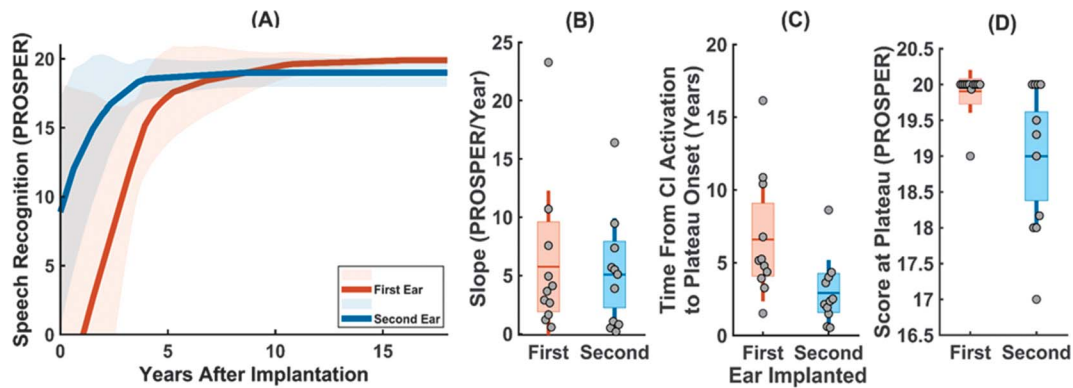 (A)
Speech Recognition (PROSPER)
20
15
10
5
0
0
5
10
15
Years After Implantation
First Ear
Second Ear
(B)
Slope (PROSPER/Year)
25
20
15
10
5
0
First
Second
(C)
Time From CI Activation
to Plateau Onset (Years)
20
15
10
5
0
First
Second
Ear Implanted
(D)
Score at Plateau (PROSPER)
20.5
20
19.5
19
18.5
18
17.5
17
16.5
First
Second